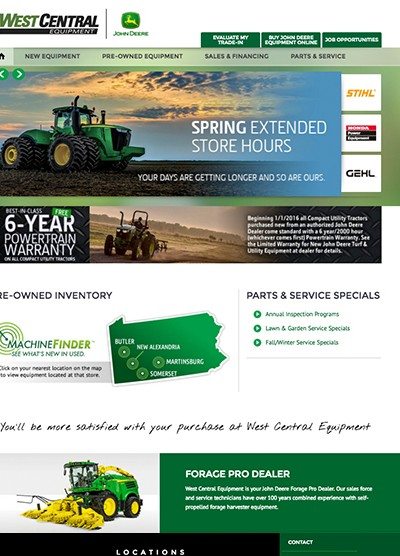 WEST CENTRAL
EQUIPMENT
JOHN DEERE
EVALUATE MY
TRADE-IN
BUY JOHN DEERE
EQUIPMENT ONLINE
JOB OPPORTUNITIES
NEW EQUIPMENT
PRE-OWNED EQUIPMENT
SALES & FINANCING
PARTS & SERVICE
SPRING EXTENDED
STORE HOURS
YOUR DAYS ARE GETTING LONGER AND SO ARE OURS.
STIHL
HONDA
Power
Equipment
GEHL
BEST-IN-CLASS FREE
6-YEAR
POWERTRAIN
WARRANTY
ON ALL COMPACT UTILITY TRACTORS
Beginning 1/1/2016 all Compact Utility Tractors
purchased new from an authorized John Deere
Dealer come standard with a 6 year/2000 hour
(whichever comes first) Powertrain Warranty. See
the Limited Warranty for New John Deere Turf &
Utility Equipment at dealer for details.
RE-OWNED INVENTORY
MACHINEFINDER
SEE WHAT'S NEW IN USED.
Click on your nearest location on the map
to view equipment located at that store.
BUTLER
NEW ALEXANDRIA
MARTINSBURG
SOMERSET
PARTS & SERVICE SPECIALS
Annual Inspection Programs
Lawn & Garden Service Specials
Fall/Winter Service Specials
You'll be more satisfied with your purchase at West Central Equipment
FORAGE PRO DEALER
West Central Equipment is your John Deere Forage Pro Dealer. Our sales force
and service technicians have over 100 years combined experience with self-
propelled forage harvester equipment.
LOCATIONS
CONTACT